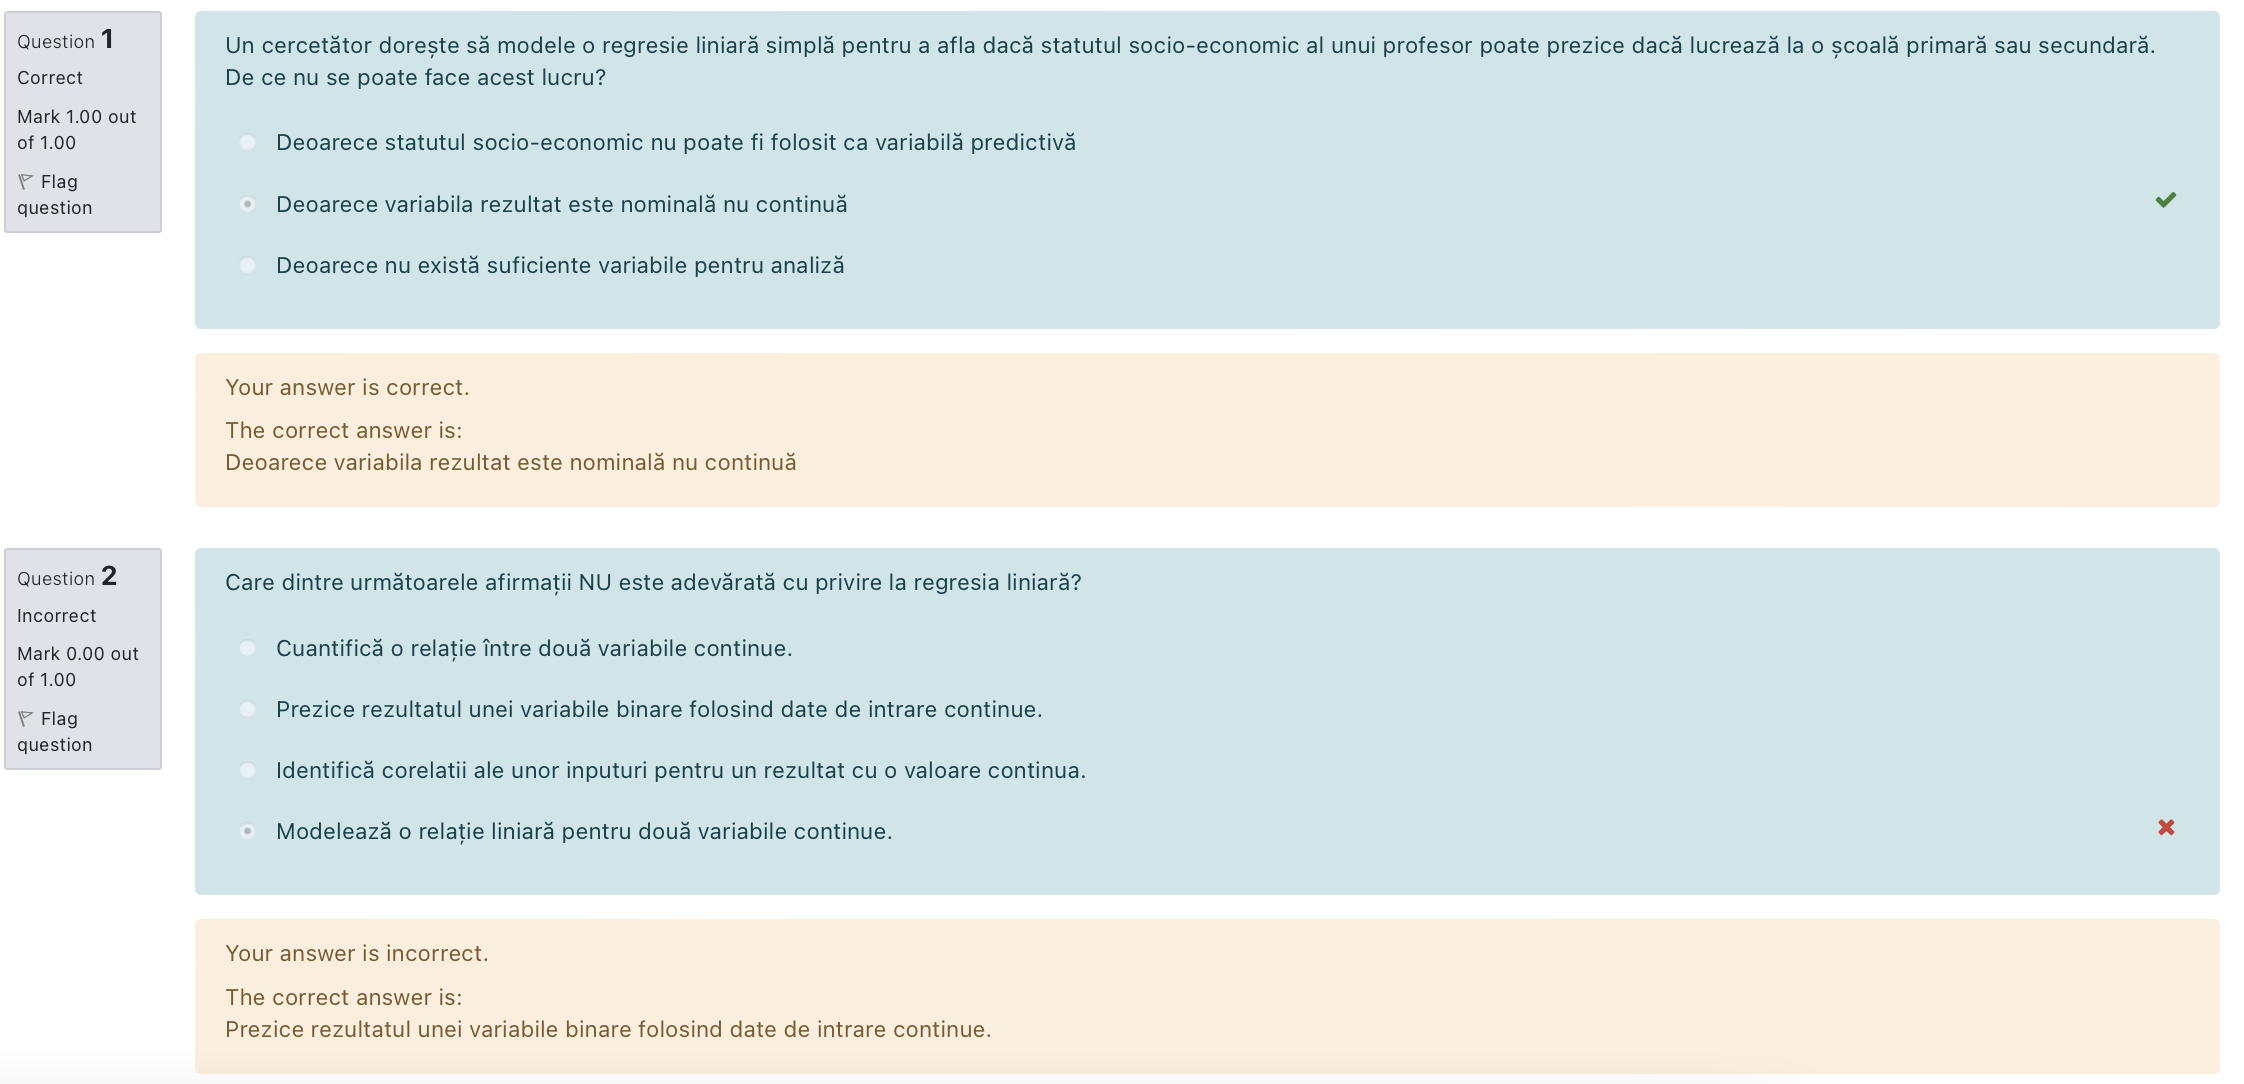 Question 1
Correct
Mark 1.00 out
of 1.00
Flag
question
Un cercetător dorește să modele o regresie liniară simplă pentru a afla dacă statutul socio-economic al unui profesor poate prezice dacă lucrează la o școală primară sau secundară.
De ce nu se poate face acest lucru?
Deoarece statutul socio-economic nu poate fi folosit ca variabilă predictivă
Deoarece variabila rezultat este nominală nu continuă
Deoarece nu există suficiente variabile pentru analiză
Your answer is correct.
The correct answer is:
Deoarece variabila rezultat este nominală nu continuă
Question 2
Incorrect
Mark 0.00 out
of 1.00
Flag
question
Care dintre următoarele afirmații NU este adevărată cu privire la regresia liniară?
Cuantifică o relație între două variabile continue.
Prezice rezultatul unei variabile binare folosind date de intrare continue.
Identifică corelatii ale unor inputuri pentru un rezultat cu o valoare continua.
Modelează o relație liniară pentru două variabile continue.
Your answer is incorrect.
The correct answer is:
Prezice rezultatul unei variabile binare folosind date de intrare continue.